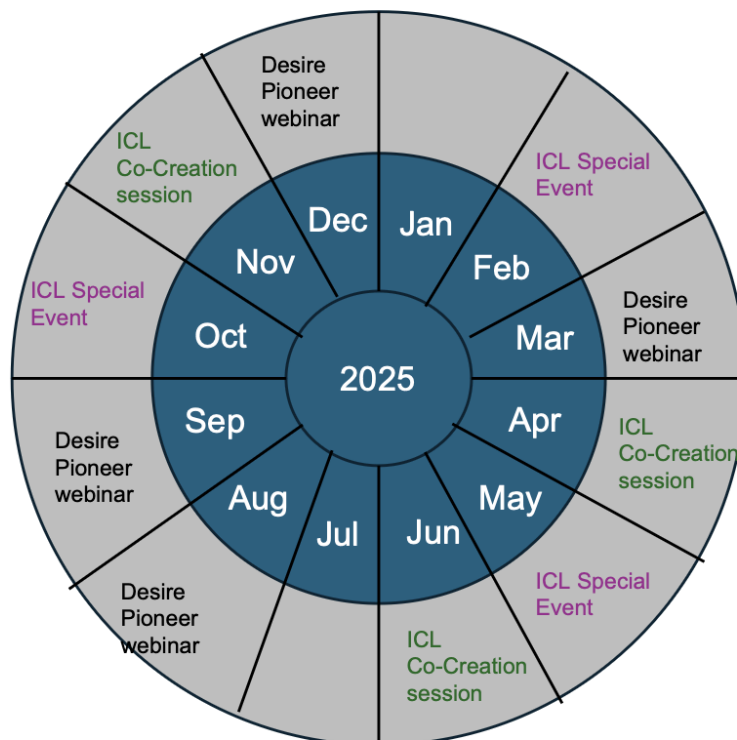 2025
Jan
Feb
ICL Special
Event
Mar
Desire
Pioneer
webinar
Apr
ICL
Co-Creation
session
May
ICL Special
Event
Jun
ICL
Co-Creation
session
Jul
Aug
Desire
Pioneer
webinar
Sep
Desire
Pioneer
webinar
Oct
ICL Special
Event
Nov
ICL
Co-Creation
session
Dec
Desire
Pioneer
webinar